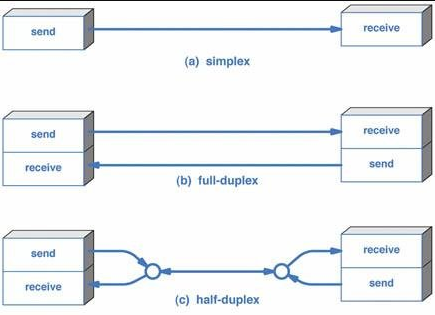 send
receive
(a) simplex
send
receive
receive
send
(b) full-duplex
send
receive
receive
send
(c) half-duplex